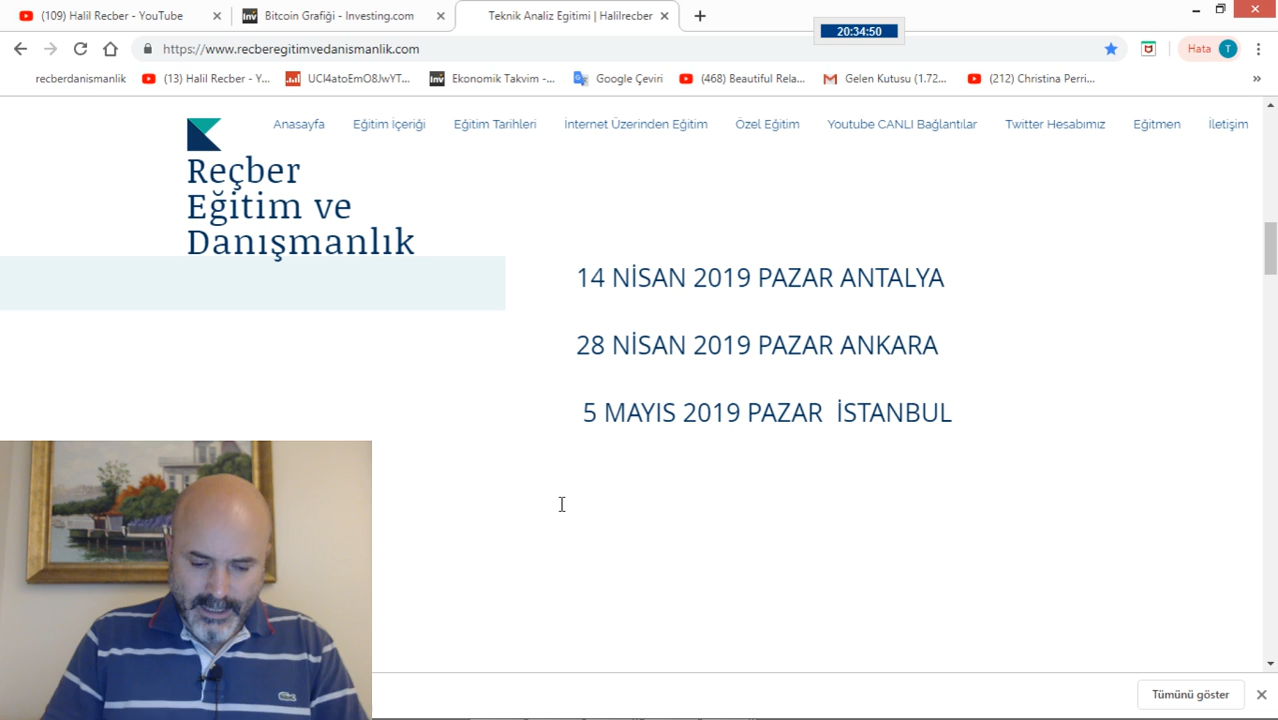 (109) Halil Recber - YouTube
Bitcoin Grafiği - Investing.com
Teknik Analiz Egitimi | Halilrecber
20:34:50
https://www.recberegitimvedanismanlik.com
Hata
T
recberdanismanlik
(13) Halil Recber - Y...
UCl4atoEmO8JwYT...
Inv
Ekonomik Takvim -...
Google Çeviri
(468) Beautiful Rela...
Gelen Kutusu (1.72...
(212) Christina Perri...
»
Anasayfa
Eğitim İçeriği
Eğitim Tarihleri
İnternet Üzerinden Eğitim
Özel Eğitim
Youtube CANLI Bağlantılar
Twitter Hesabımız
Eğitmen
İletişim
Reçber
Eğitim ve
Danışmanlık
14 NİSAN 2019 PAZAR ANTALYA
28 NİSAN 2019 PAZAR ANKARA
5 MAYIS 2019 PAZAR İSTANBUL
Tümünü göster